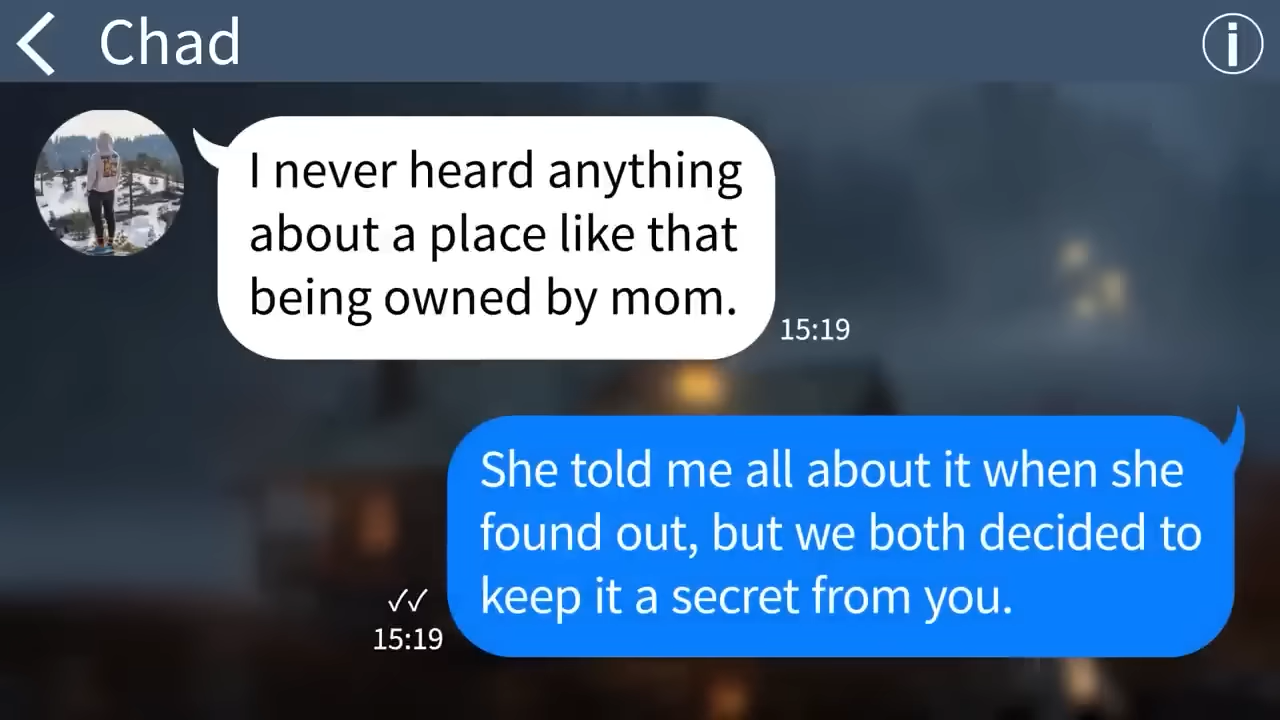 Chad
I never heard anything
about a place like that
being owned by mom.
15:19
She told me all about it when she
found out, but we both decided to
keep it a secret from you.
15:19